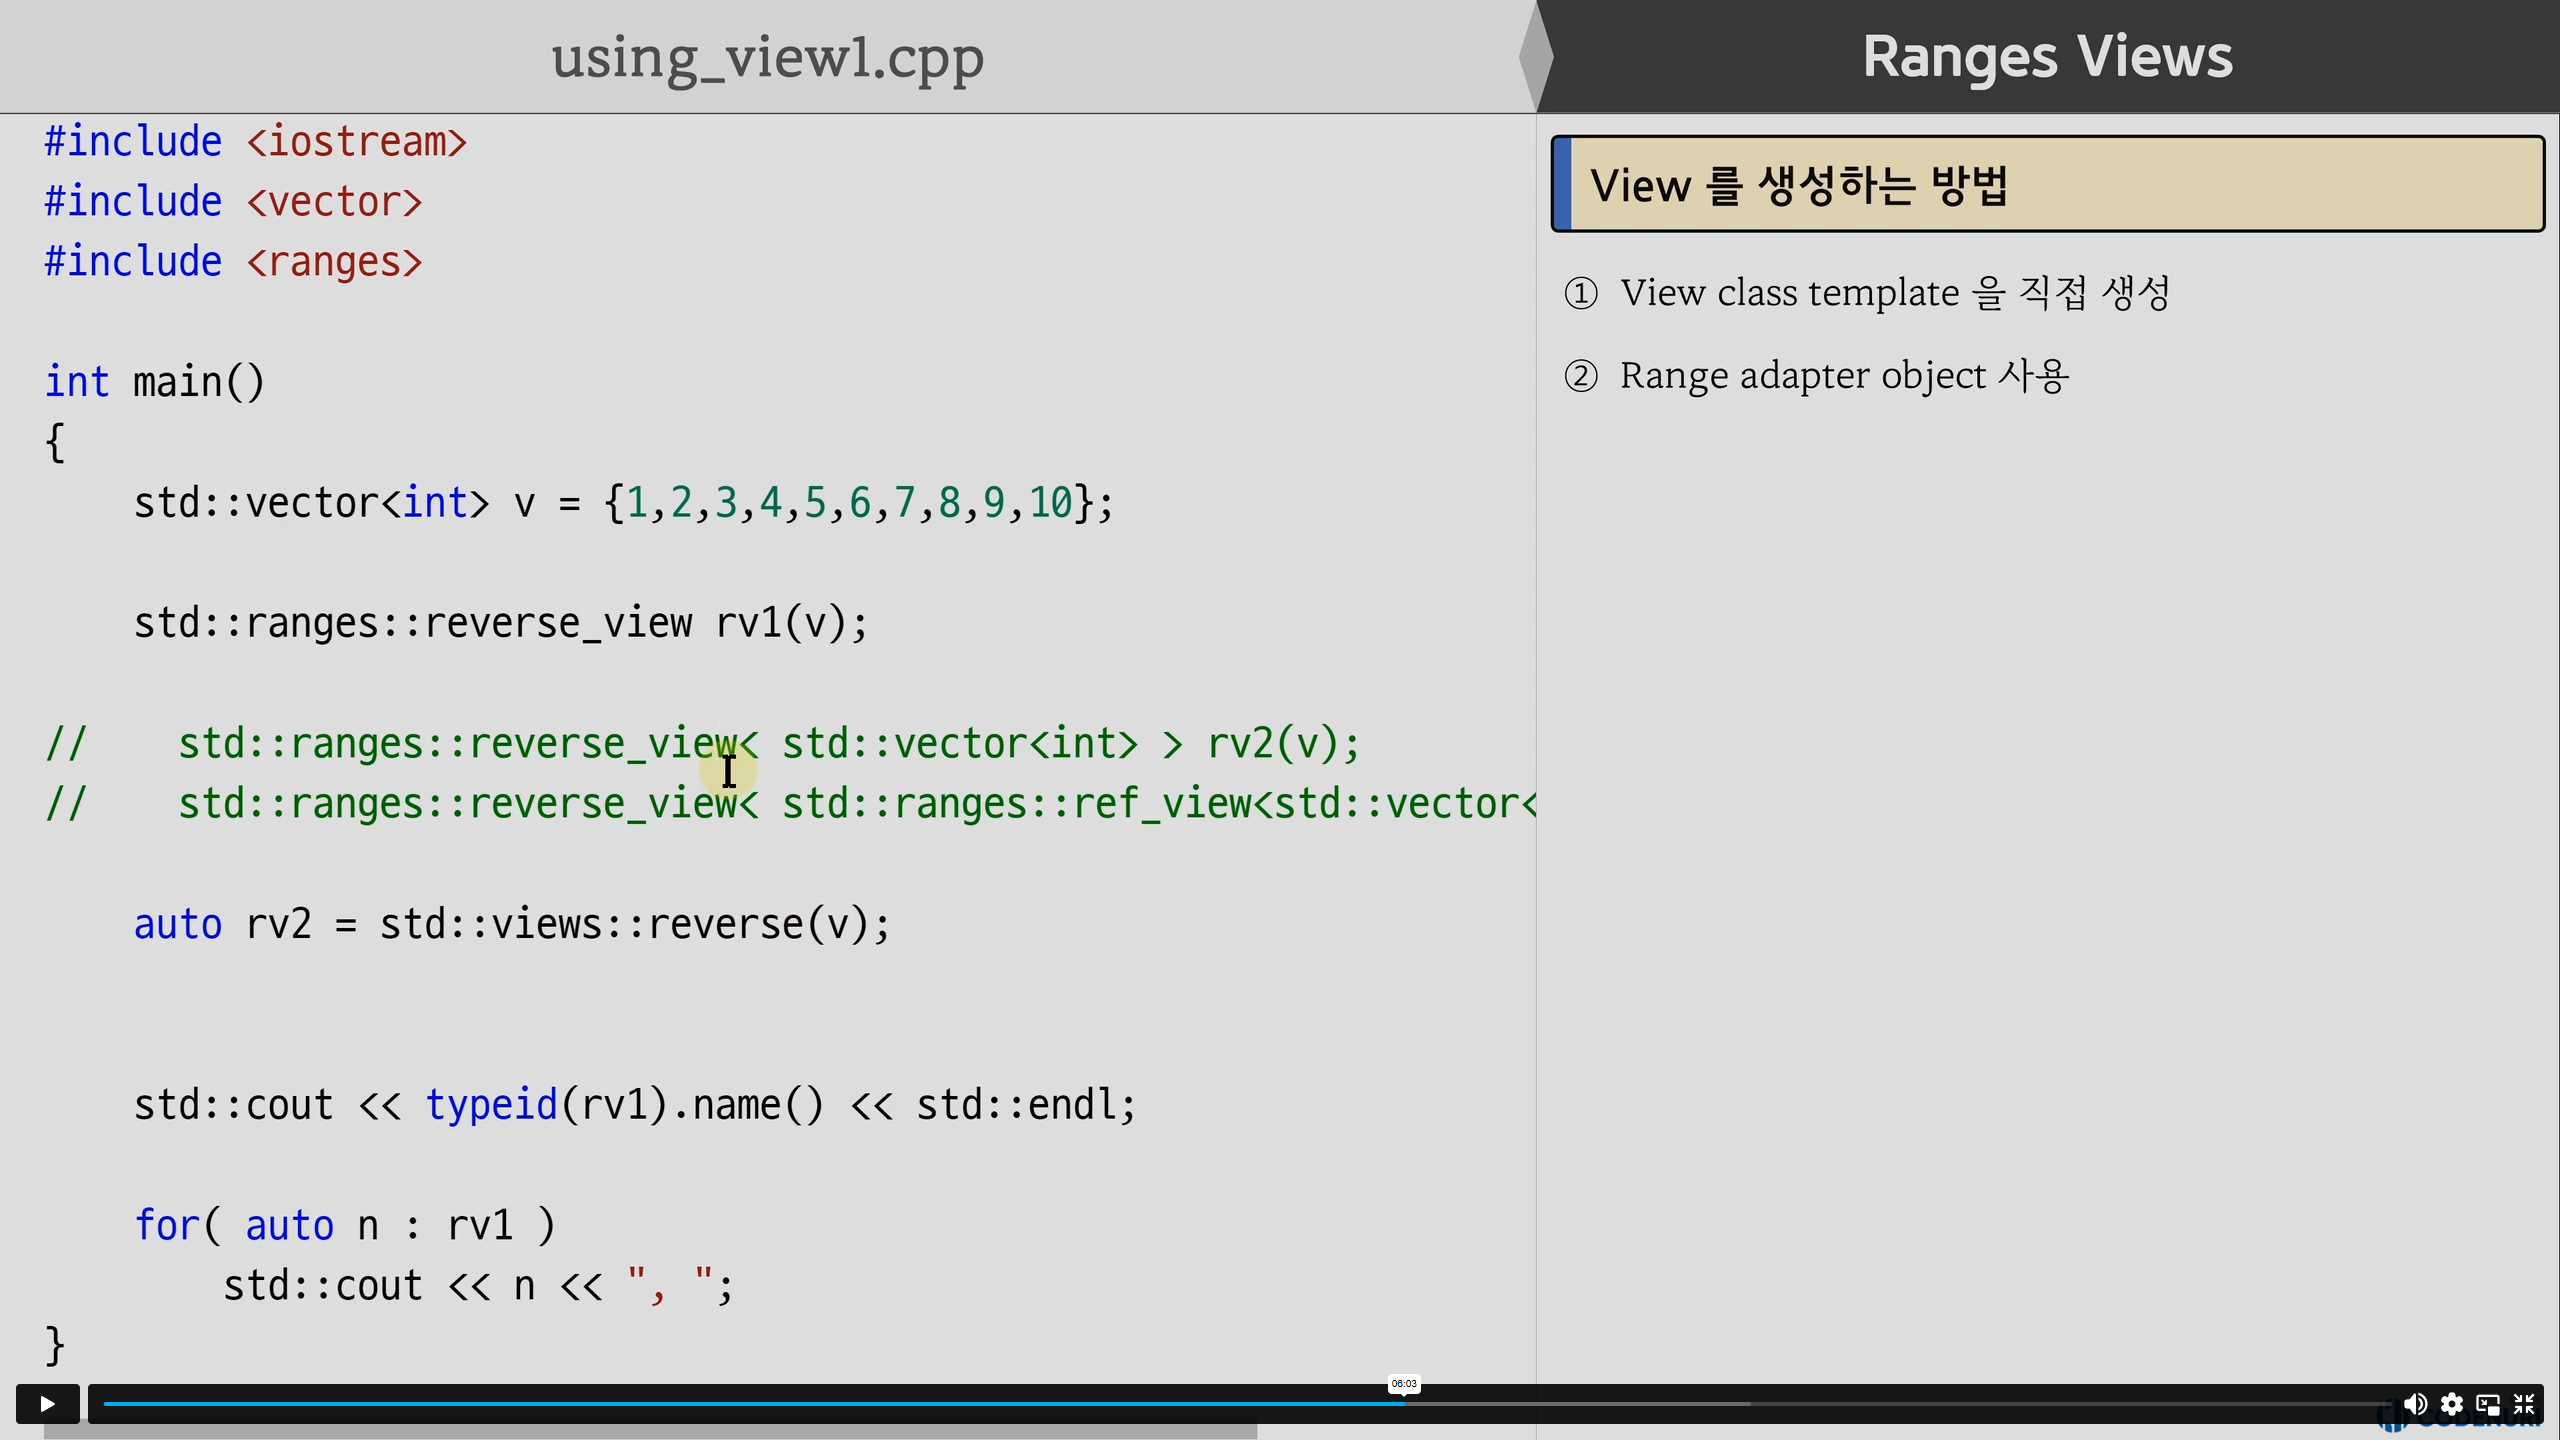 using_view1.cpp
Ranges Views
#include <iostream>
#include <vector>
#include <ranges>
int main()
{
std::vector<int> v = {1,2,3,4,5,6,7,8,9,10};
std::ranges::reverse_view rv1(v);
// std::ranges::reverse_view< std::vector<int> > rv2(v);
// std::ranges::reverse_view< std::ranges::ref_view<std::vector<
auto rv2 = std::views::reverse(v);
std::cout << typeid(rv1).name() << std::endl;
for( auto n : rv1 )
std::cout << n << ", ";
}
View 를 생성하는 방법
① View class template 을 직접 생성
② Range adapter object 사용
06:03